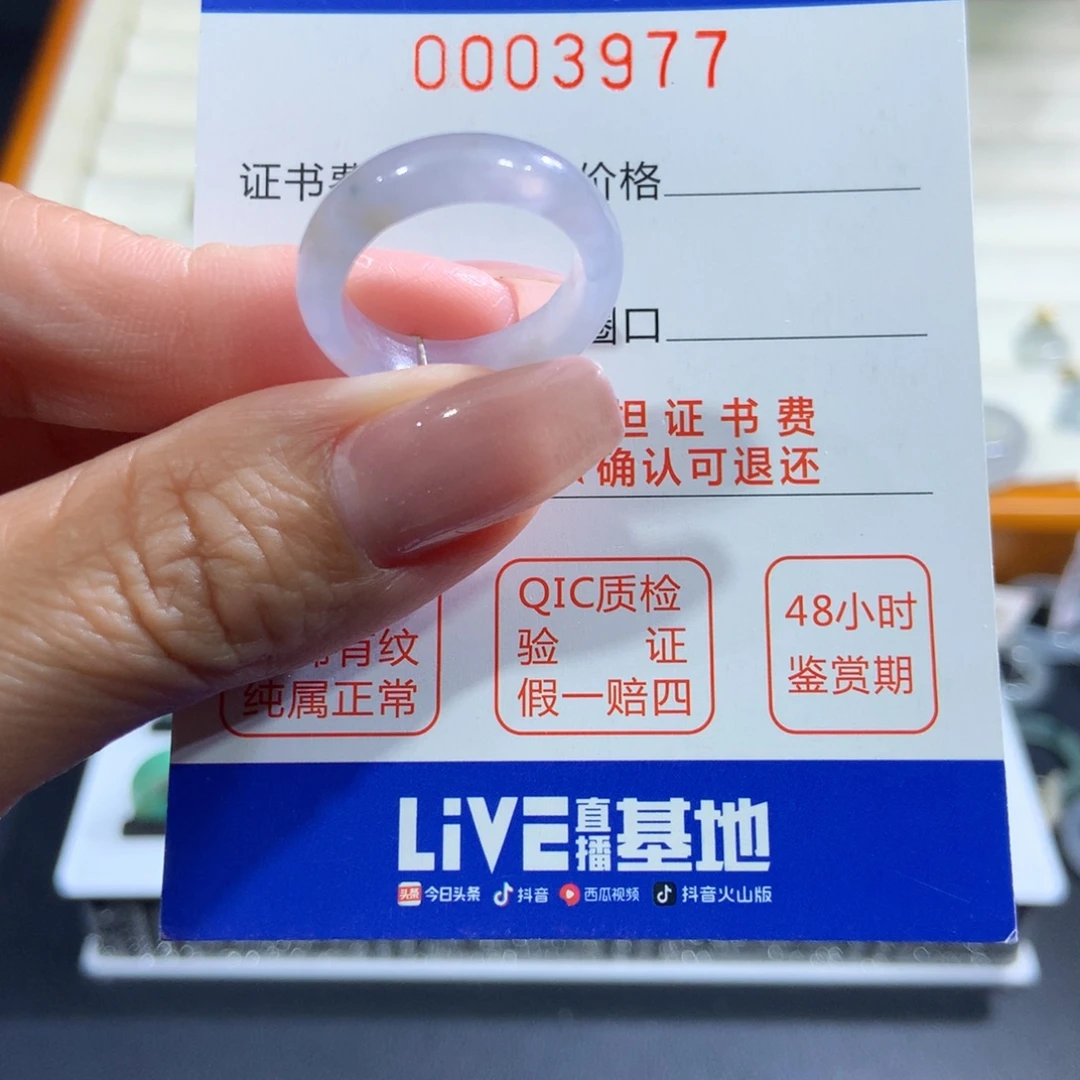 0003977
证书费 价格
圈口
担证书费
确认可退还
有纹
纯属正常
QIC质检
验 证
假一赔四
48小时
鉴赏期
LiVE直播基地
头条 今日头条 抖音 西瓜视频 抖音火山版